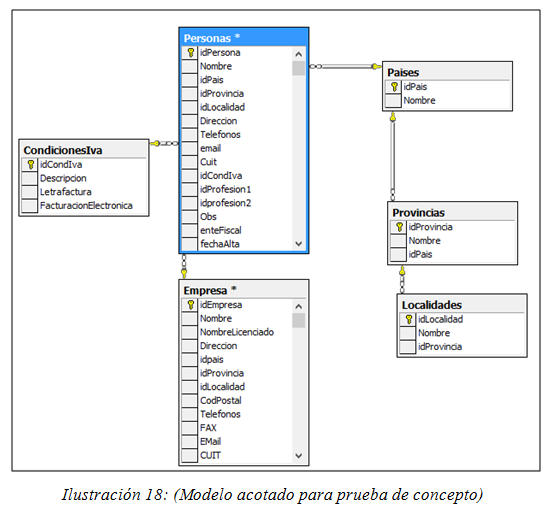 Personas *
idPersona
Nombre
idPais
idProvincia
idLocalidad
Direccion
Telefonos
email
Cuit
idCondIva
idProfesion1
idprofesion2
Obs
enteFiscal
fechaAlta
Paises
idPais
Nombre
CondicionesIva
idCondIva
Descripcion
Letrafactura
FacturacionElectronica
Provincias
idProvincia
Nombre
idPais
Empresa *
idEmpresa
Nombre
NombreLicenciado
Direccion
idpais
idProvincia
idLocalidad
CodPostal
Telefonos
FAX
EMail
CUIT
Localidades
idLocalidad
Nombre
idProvincia
Ilustración 18: (Modelo acotado para prueba de concepto)